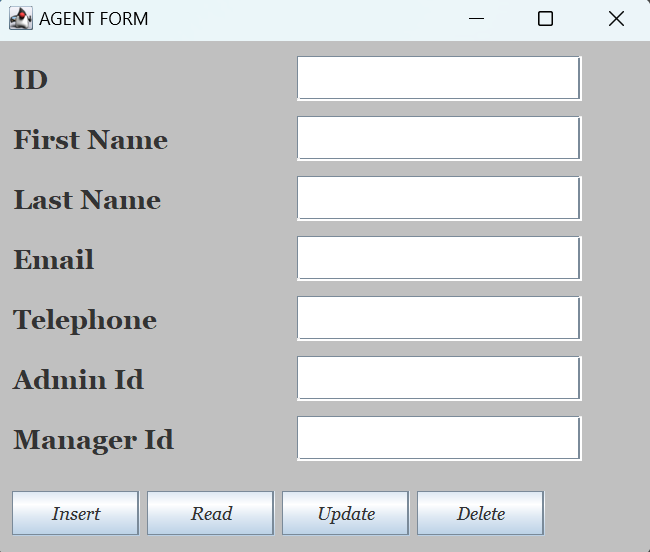 AGENT FORM
ID
First Name
Last Name
Email
Telephone
Admin Id
Manager Id
Insert Read Update Delete